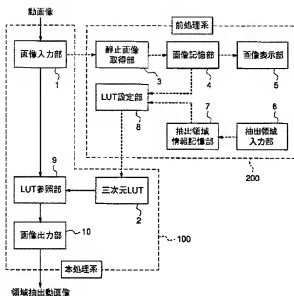 動画像
前処理系
画像入力部
1
静止画像
取得部
3
画像記憶部
4
画像表示部
5
LUT設定部
8
抽出領域
情報記憶部
7
抽出領域
入力部
6
200
9
LUT参照部
三次元LUT
2
画像出力部
10
100
本処理系
領域抽出動画像